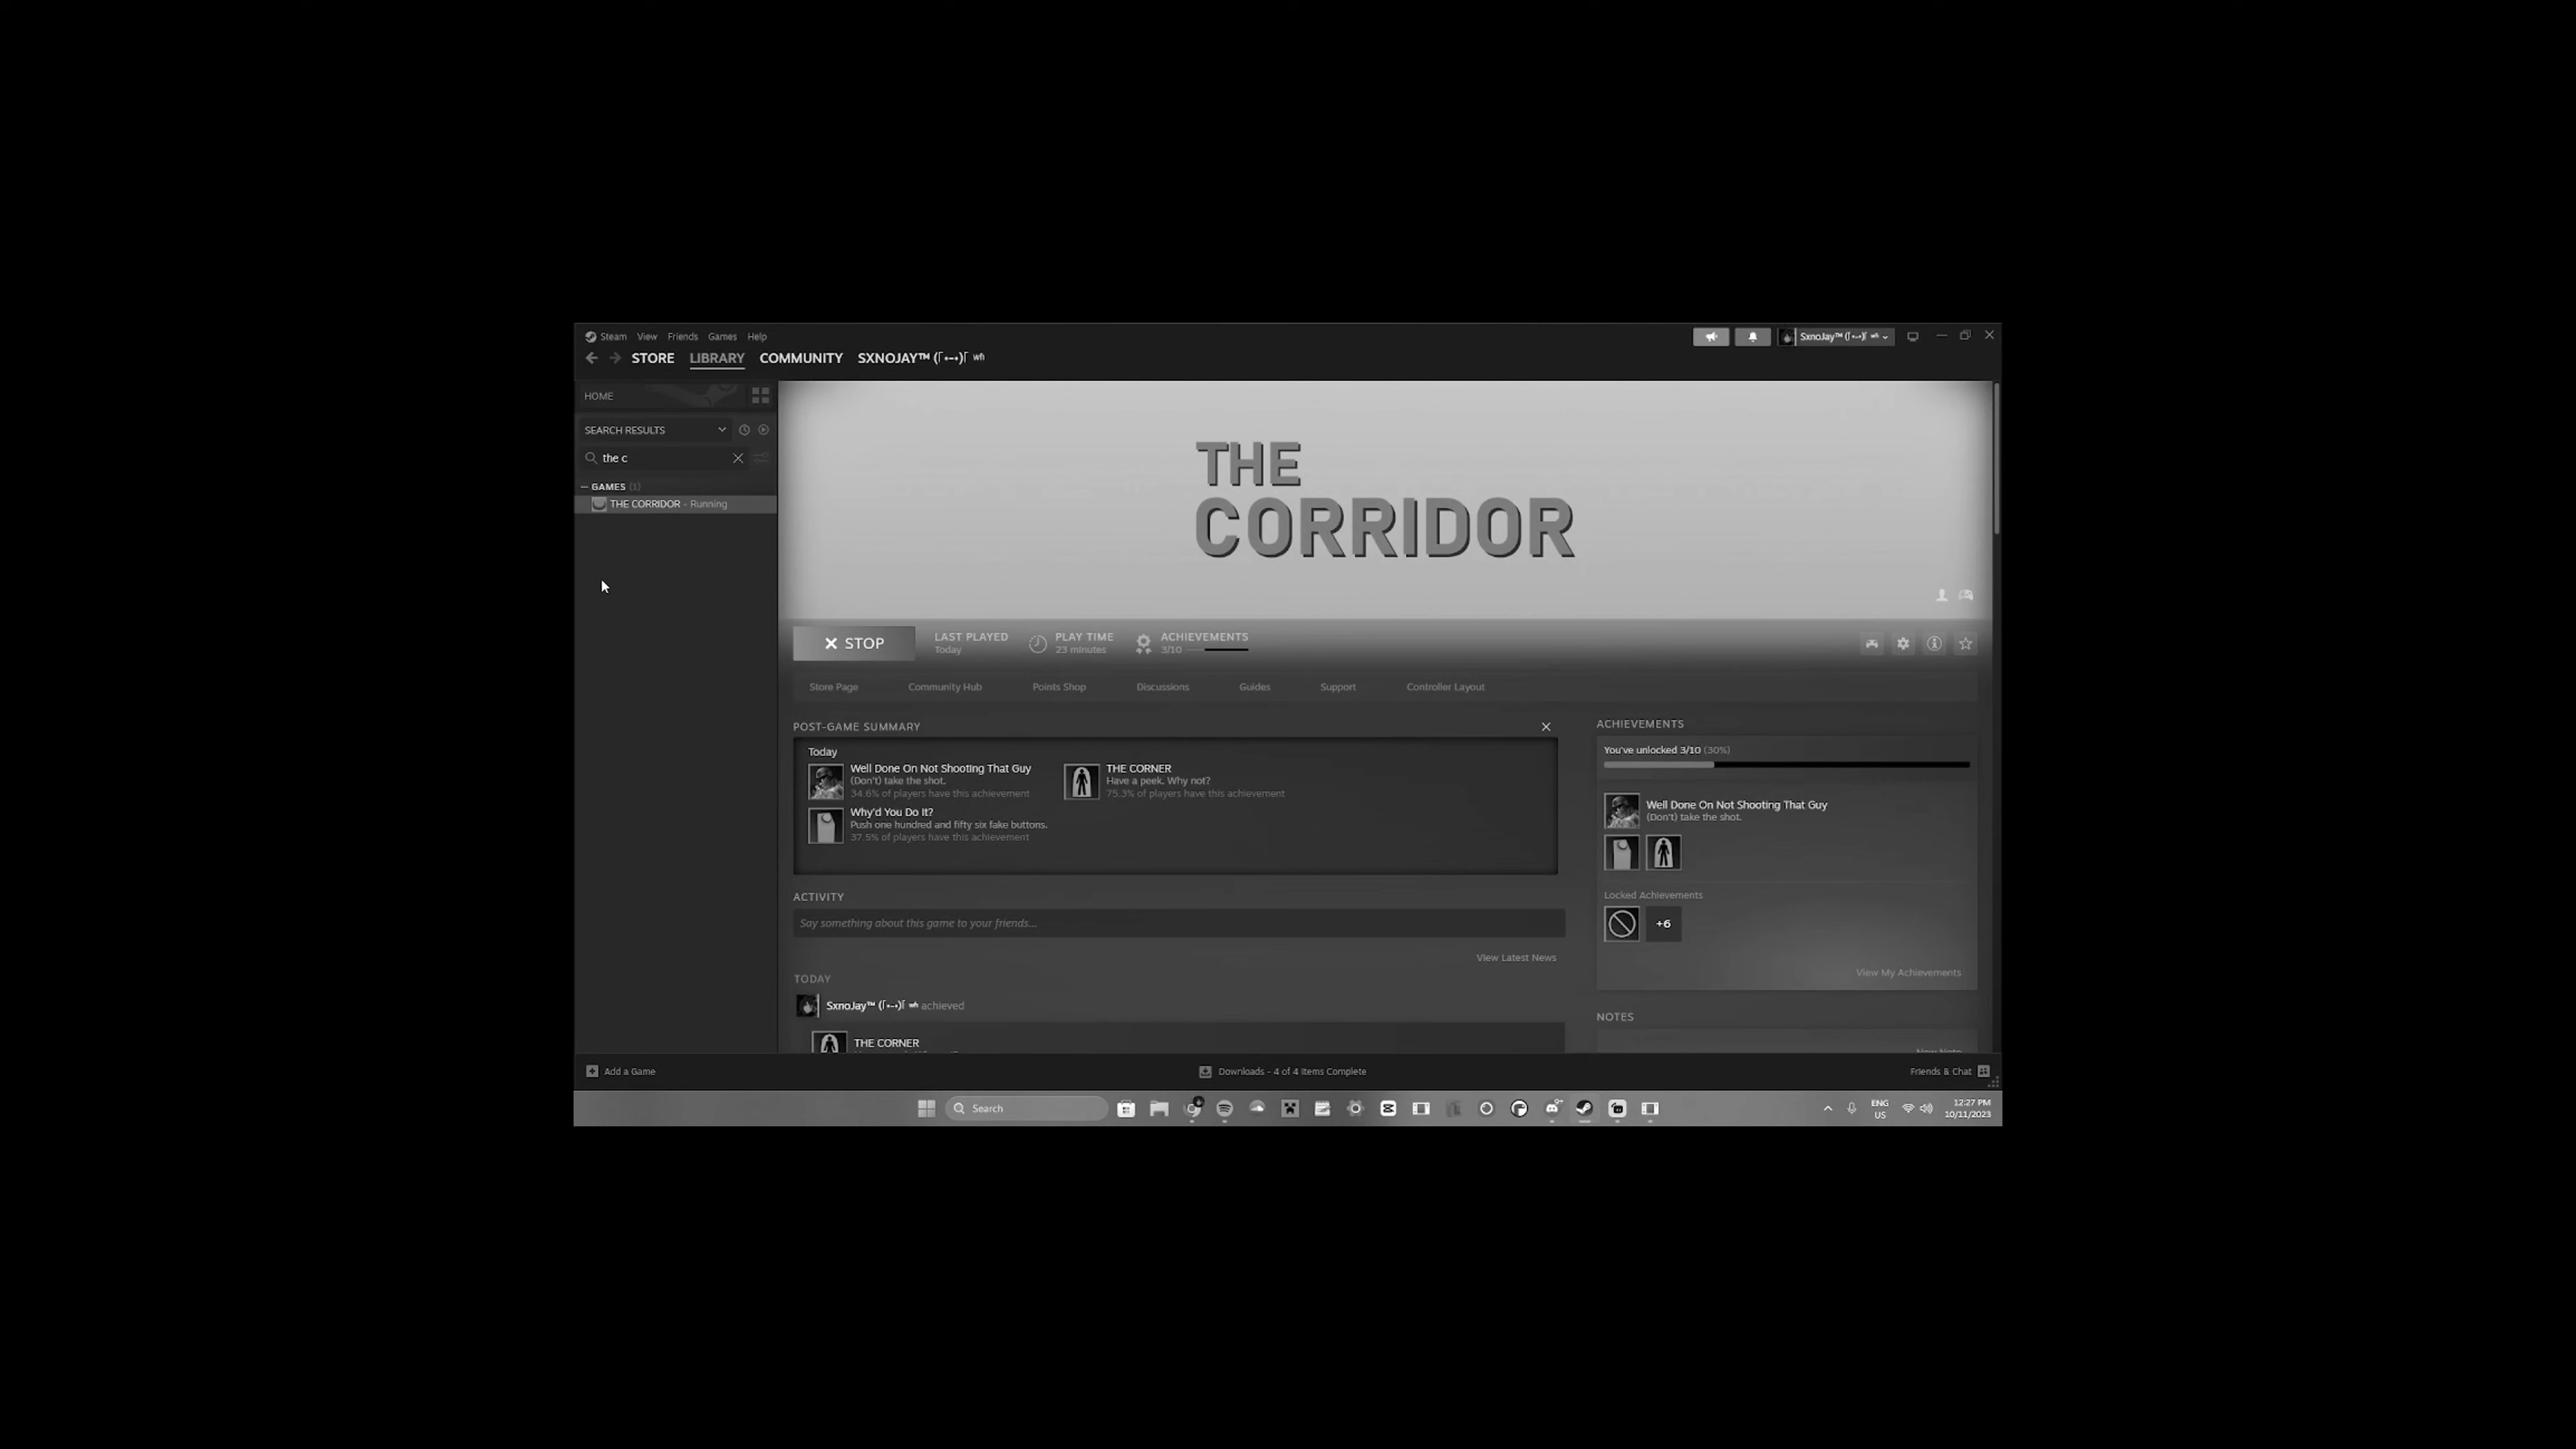 Steam View Friends Games Help
SxnoJay™
STORE LIBRARY COMMUNITY SXNOJAY™
HOME
SEARCH RESULTS
the c
GAMES (1)
THE CORRIDOR - Running
THE
CORRIDOR
STOP
LAST PLAYED
Today
PLAY TIME
23 minutes
ACHIEVEMENTS
3/10
Store Page Community Hub Points Shop Discussions Guides Support Controller Layout
POST-GAME SUMMARY
Today
Well Done On Not Shooting That Guy
(Don't) take the shot.
34.6% of players have this achievement
THE CORNER
Have a peek. Why not?
75.3% of players have this achievement
Why'd You Do It?
Push one hundred and fifty six fake buttons.
37.5% of players have this achievement
ACTIVITY
Say something about this game to your friends...
View Latest News
TODAY
SxnoJay™ achieved
THE CORNER
ACHIEVEMENTS
You've unlocked 3/10 (30%)
Well Done On Not Shooting That Guy
(Don't) take the shot.
Locked Achievements
+6
View My Achievements
NOTES
Add a Game
Downloads - 4 of 4 Items Complete
Friends & Chat
Search
ENG
US
12:27 PM
10/11/2023